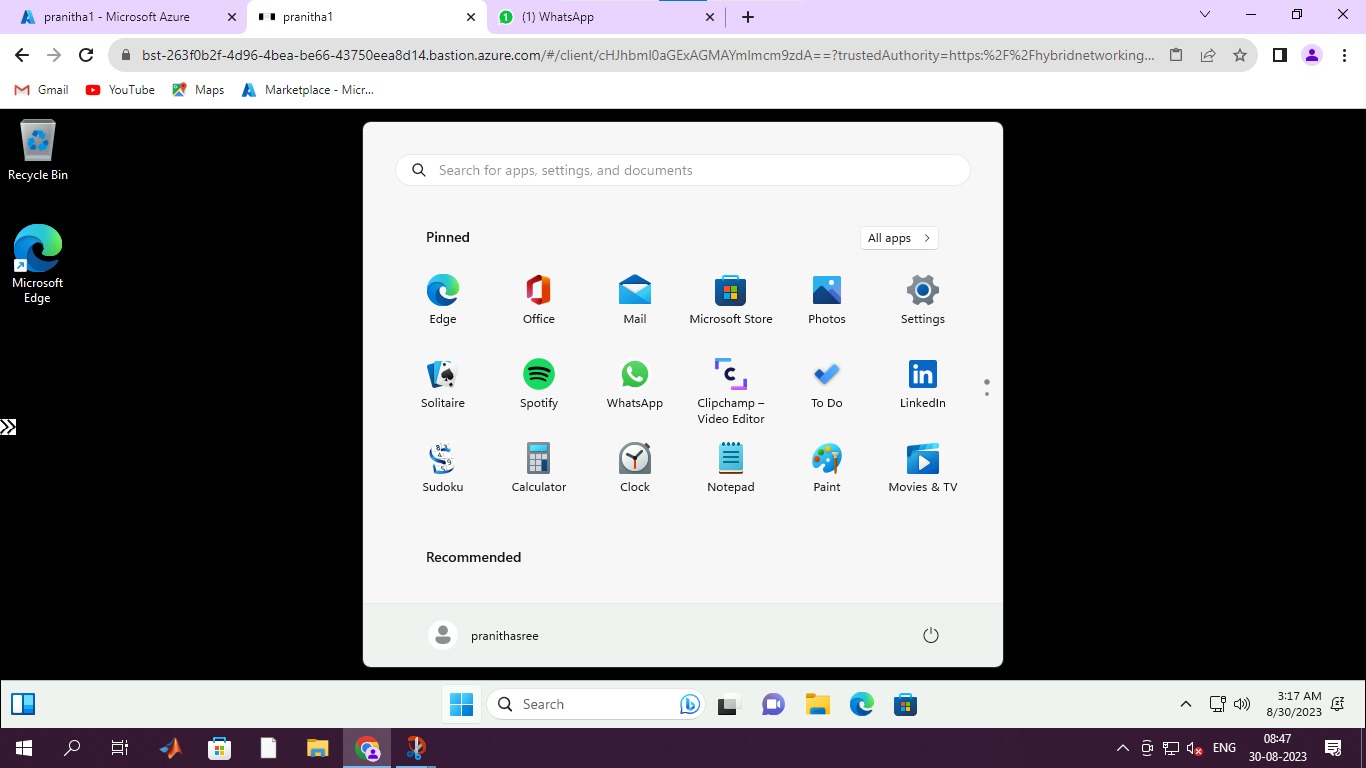 pranitha1 - Microsoft Azure
pranitha1
(1) WhatsApp
bst-263f0b2f-4d96-4bea-be66-43750eea8d14.bastion.azure.com/#/client/cHJhbml0aGExAGMAYmlmcm9zdA==?trustedAuthority=https:%2F%2Fhybridnetworking...
Gmail
YouTube
Maps
Marketplace - Micr...
Recycle Bin
Microsoft
Edge
Search for apps, settings, and documents
Pinned
All apps
Edge
Office
Mail
Microsoft Store
Photos
Settings
Solitaire
Spotify
WhatsApp
Clipchamp –
Video Editor
To Do
LinkedIn
Sudoku
Calculator
Clock
Notepad
Paint
Movies & TV
Recommended
pranithasree
Search
3:17 AM
8/30/2023
ENG
08:47
30-08-2023